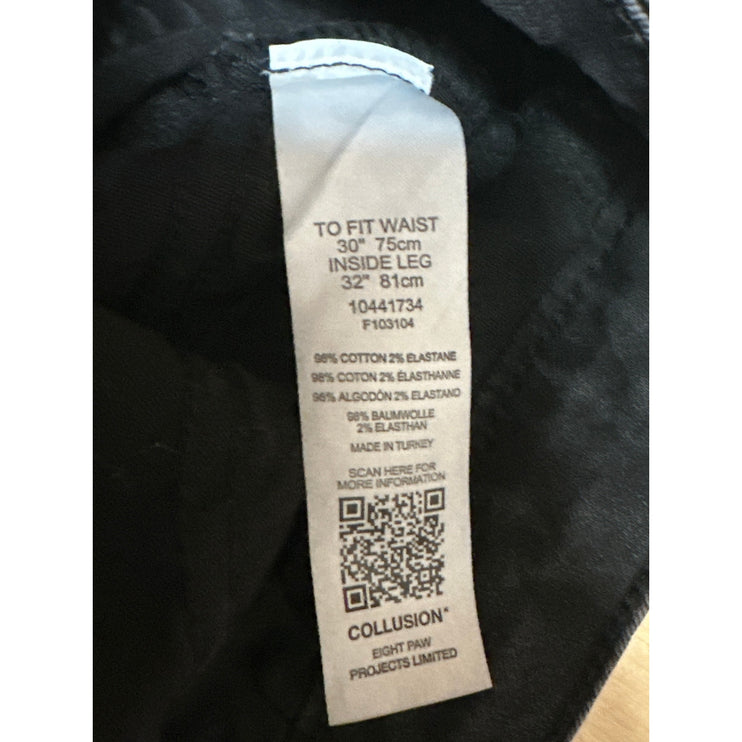 TO FIT WAIST
30" 75cm
INSIDE LEG
32" 81cm
10441734
F103104
98% COTTON 2% ELASTANE
98% COTON 2% ÉLASTHANNE
98% ALGODÓN 2% ELASTANO
98% BAUMWOLLE
2% ELASTHAN
MADE IN TURKEY
SCAN HERE FOR
MORE INFORMATION
COLLUSION*
EIGHT PAW
PROJECTS LIMITED